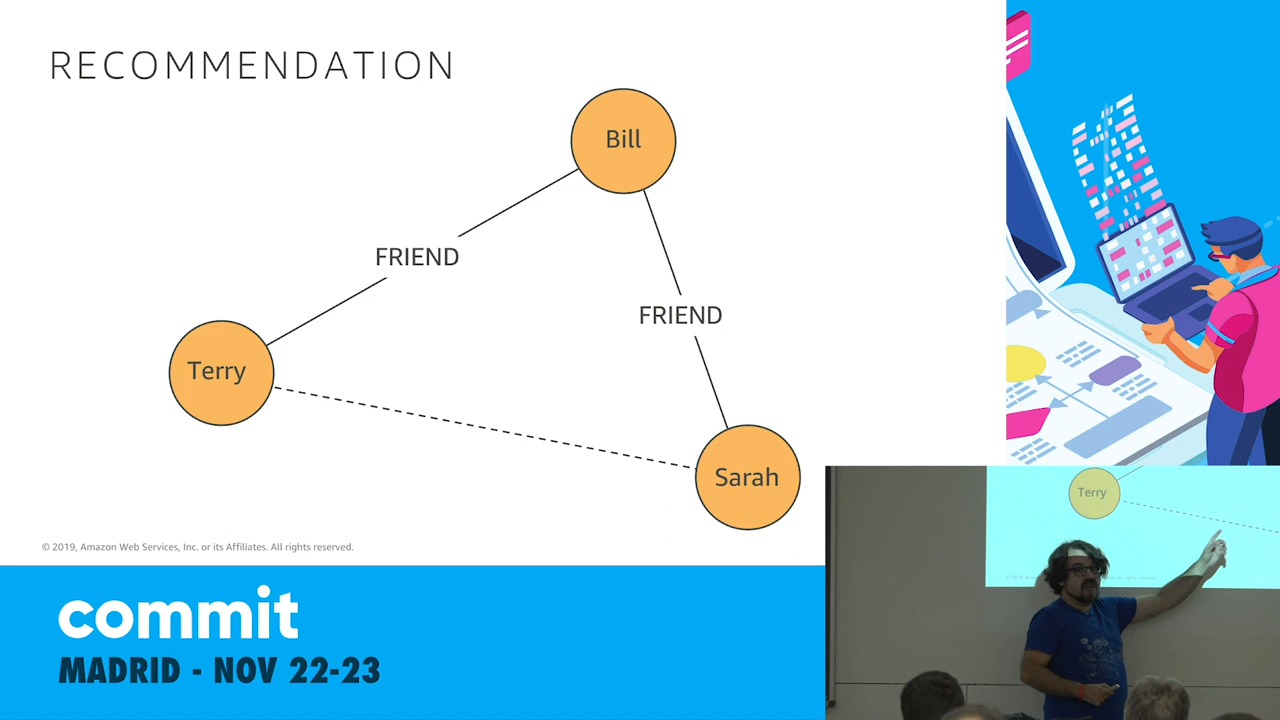 RECOMMENDATION
Bill
FRIEND
FRIEND
Terry
Sarah
© 2019, Amazon Web Services, Inc. or its Affiliates. All rights reserved.
commit
MADRID - NOV 22-23
Terry